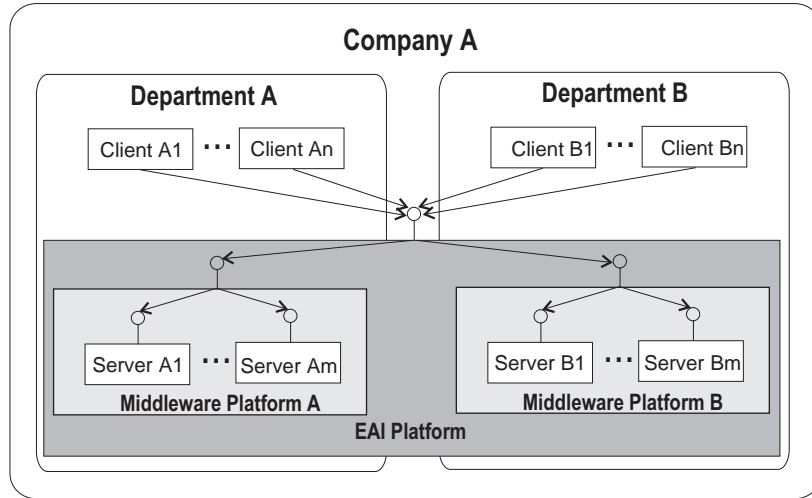 Company A
Department A
Department B
Client A1 ··· Client An
Client B1 ··· Client Bn
Server A1 ··· Server Am
Server B1 ··· Server Bm
Middleware Platform A
Middleware Platform B
EAI Platform